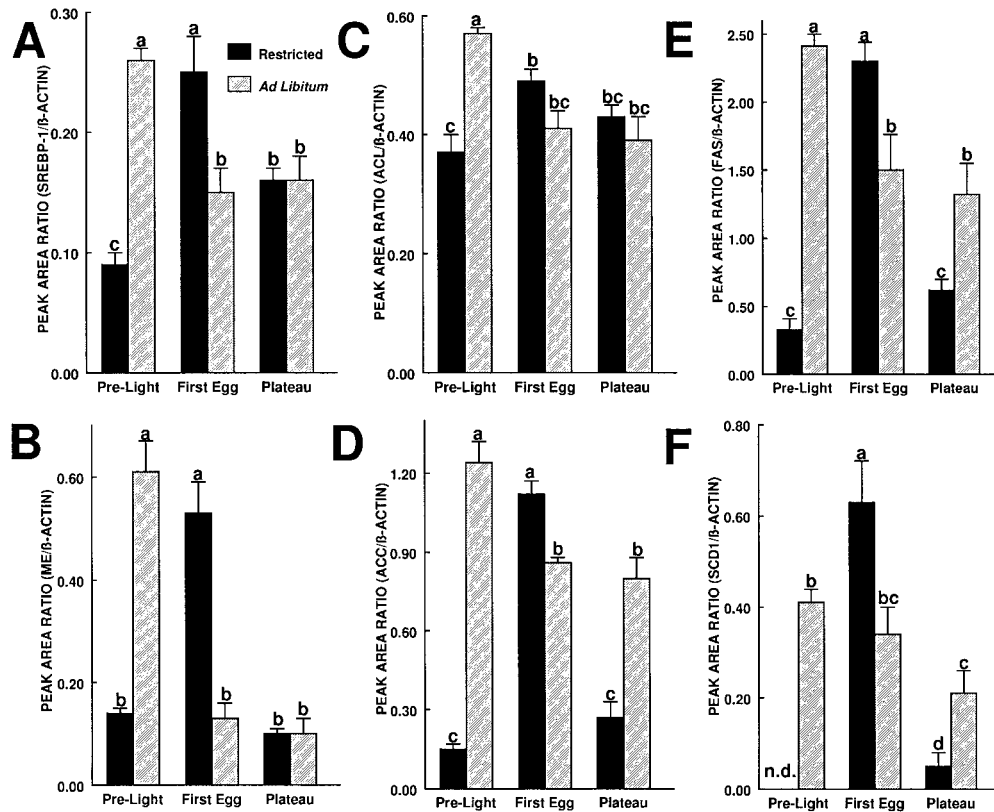 A
PEAK AREA RATIO (SREBP-1/ß-ACTIN)
0.30
0.20
0.10
0.00
c
a
a
b
b
b
Restricted
Ad Libitum
Pre-Light First Egg Plateau
C
PEAK AREA RATIO (ACL/ß-ACTIN)
0.60
0.40
0.20
0.00
c
a
b
bc
bc
bc
Pre-Light First Egg Plateau
E
PEAK AREA RATIO (FAS/ß-ACTIN)
2.50
2.00
1.50
1.00
0.50
0.00
c
a
a
b
c
b
Pre-Light First Egg Plateau
B
PEAK AREA RATIO (ME/ß-ACTIN)
0.60
0.40
0.20
0.00
b
a
a
b
b
b
Pre-Light First Egg Plateau
D
PEAK AREA RATIO (ACC/ß-ACTIN)
1.20
0.90
0.60
0.30
0.00
c
a
a
b
c
b
Pre-Light First Egg Plateau
F
PEAK AREA RATIO (SCD1/ß-ACTIN)
0.80
0.60
0.40
0.20
0.00
n.d.
b
a
bc
d
c
Pre-Light First Egg Plateau